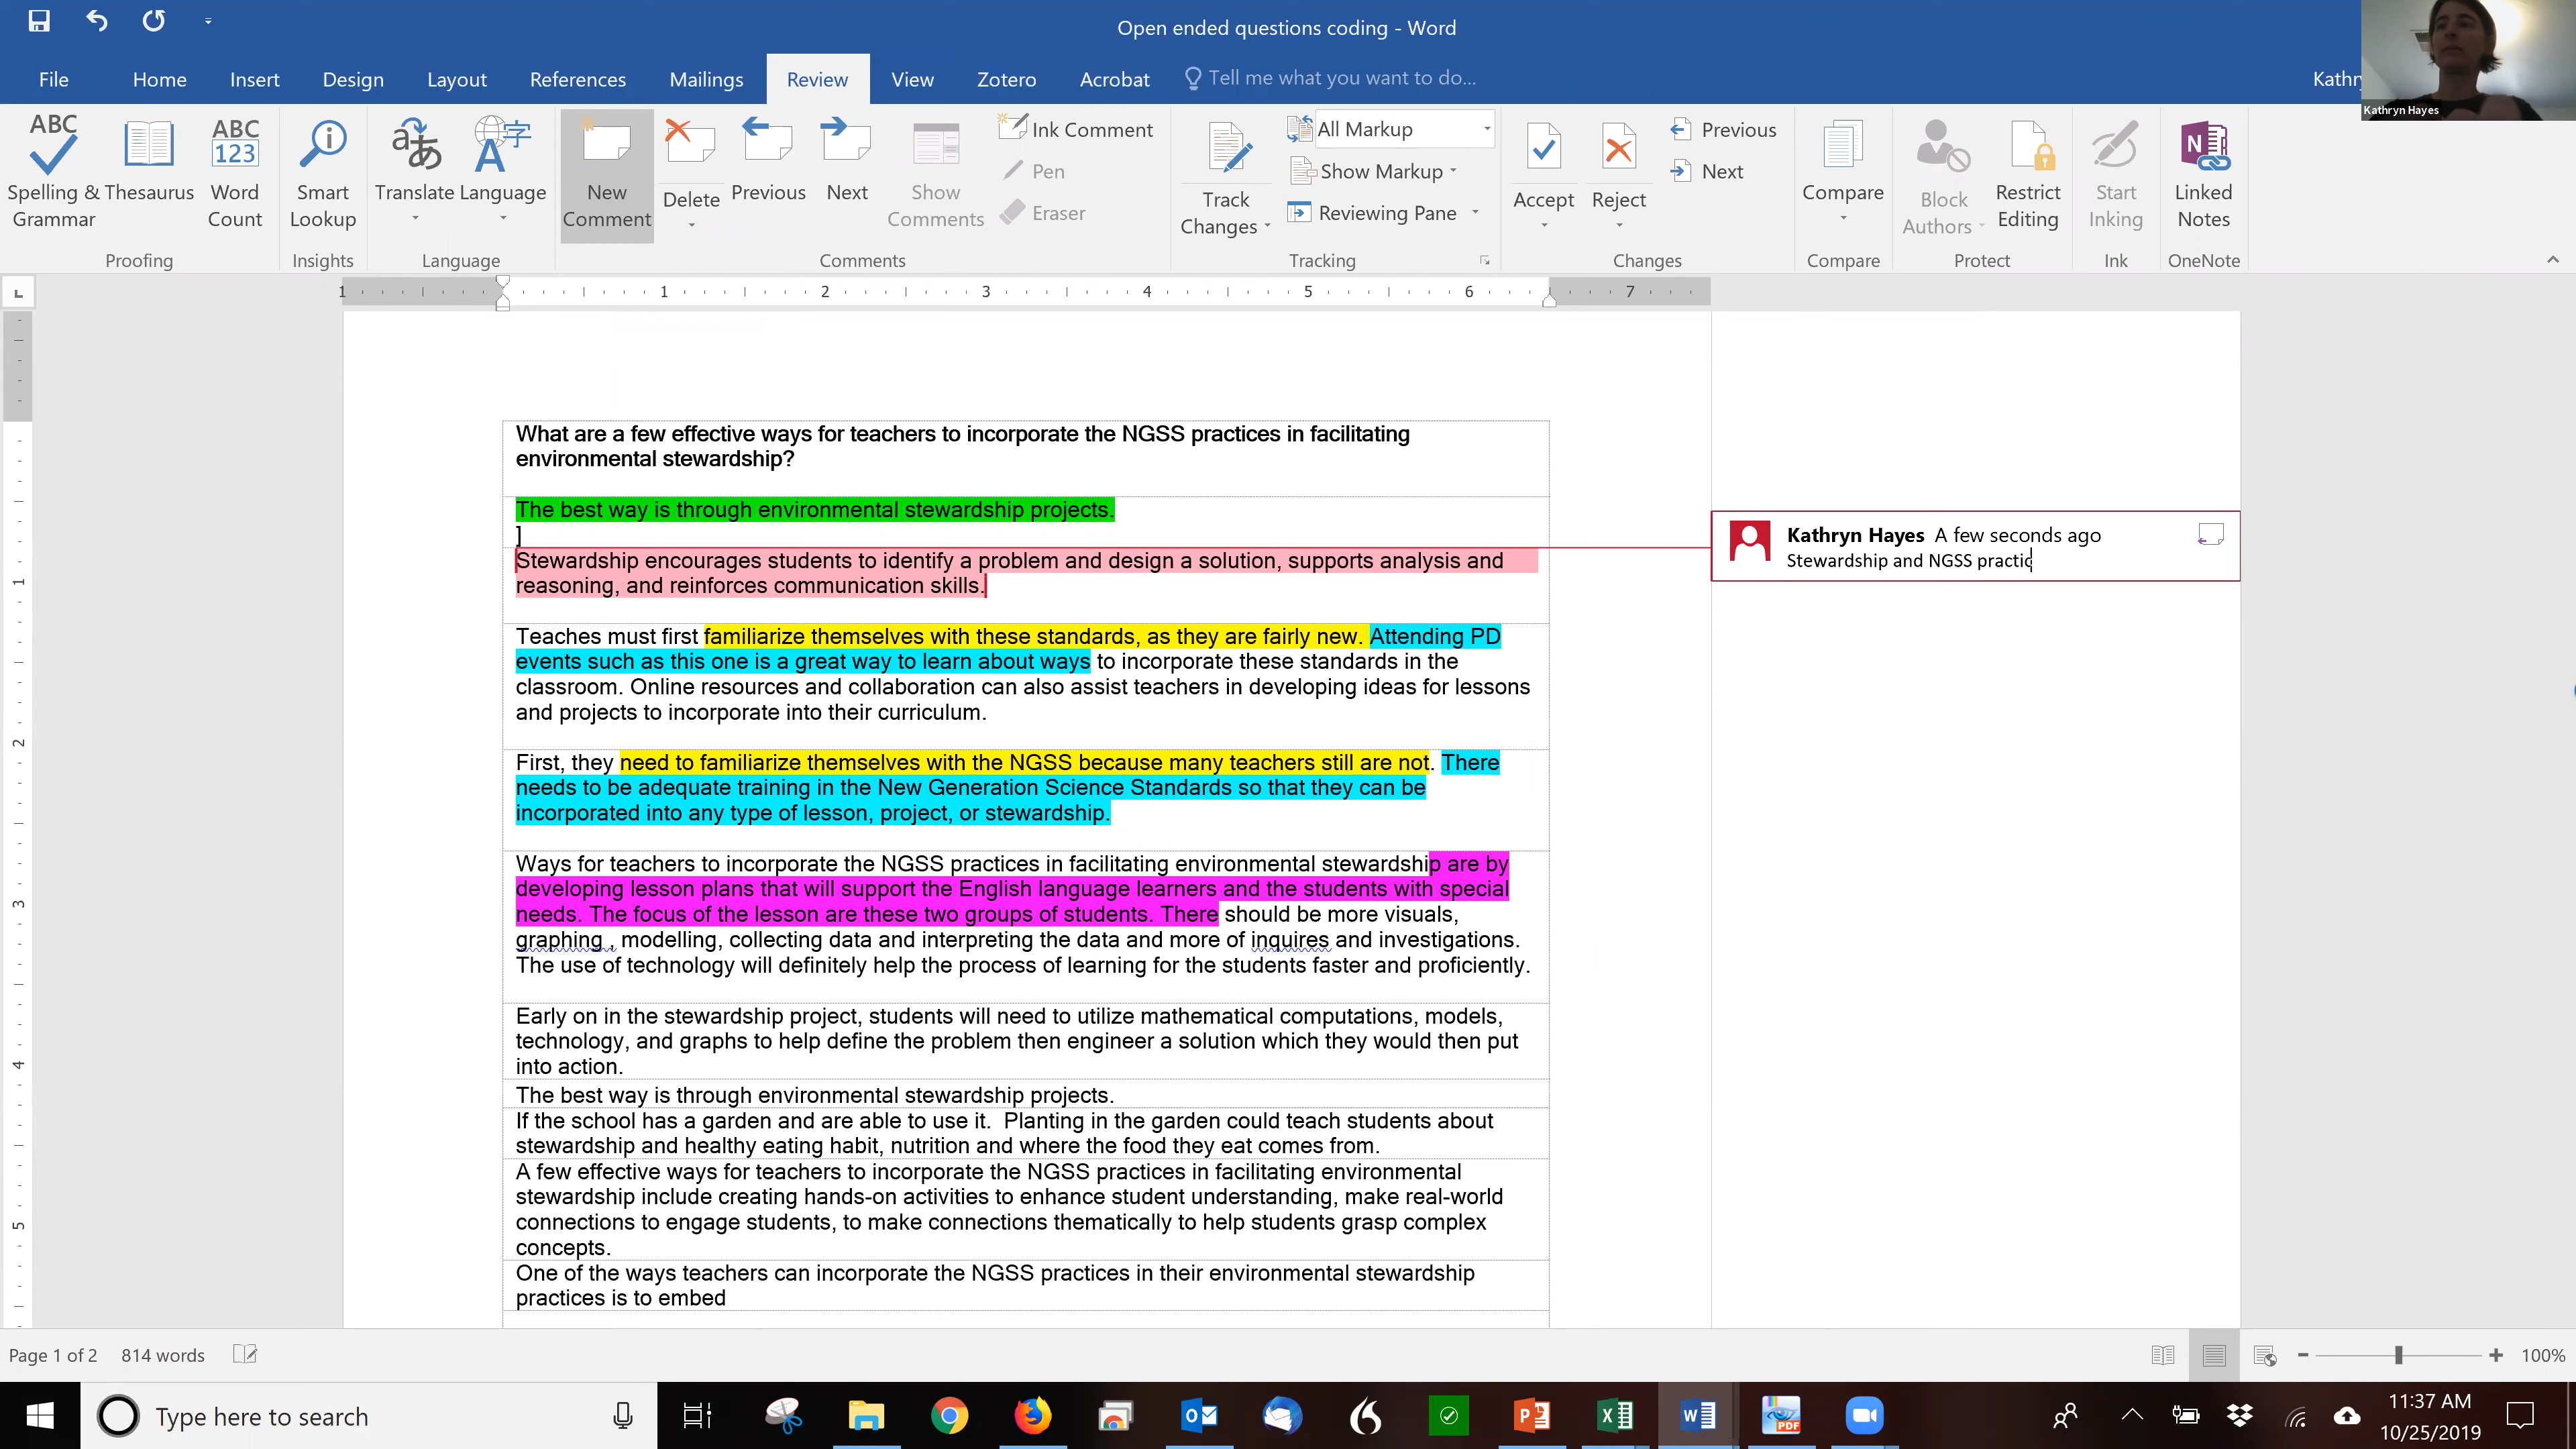 Open ended questions coding - Word
Kathry
Kathryn Hayes
File Home Insert Design Layout References Mailings Review View Zotero Acrobat Tell me what you want to do...
ABC Spelling & Grammar
Thesaurus
ABC 123 Word Count
Proofing
Smart Lookup
Insights
Translate
Language
Language
New Comment
Delete
Previous
Next
Show Comments
Ink Comment
Pen
Eraser
Comments
Track Changes
All Markup
Show Markup
Reviewing Pane
Tracking
Accept
Reject
Previous
Next
Changes
Compare
Compare
Block Authors
Restrict Editing
Protect
Start Inking
Ink
Linked Notes
OneNote
1 1 2 3 4 5 6 7
What are a few effective ways for teachers to incorporate the NGSS practices in facilitating
environmental stewardship?
The best way is through environmental stewardship projects.
]
Stewardship encourages students to identify a problem and design a solution, supports analysis and
reasoning, and reinforces communication skills.
Teaches must first familiarize themselves with these standards, as they are fairly new. Attending PD
events such as this one is a great way to learn about ways to incorporate these standards in the
classroom. Online resources and collaboration can also assist teachers in developing ideas for lessons
and projects to incorporate into their curriculum.
First, they need to familiarize themselves with the NGSS because many teachers still are not. There
needs to be adequate training in the New Generation Science Standards so that they can be
incorporated into any type of lesson, project, or stewardship.
Ways for teachers to incorporate the NGSS practices in facilitating environmental stewardship are by
developing lesson plans that will support the English language learners and the students with special
needs. The focus of the lesson are these two groups of students. There should be more visuals,
graphing , modelling, collecting data and interpreting the data and more of inquires and investigations.
The use of technology will definitely help the process of learning for the students faster and proficiently.
Early on in the stewardship project, students will need to utilize mathematical computations, models,
technology, and graphs to help define the problem then engineer a solution which they would then put
into action.
The best way is through environmental stewardship projects.
If the school has a garden and are able to use it.  Planting in the garden could teach students about
stewardship and healthy eating habit, nutrition and where the food they eat comes from.
A few effective ways for teachers to incorporate the NGSS practices in facilitating environmental
stewardship include creating hands-on activities to enhance student understanding, make real-world
connections to engage students, to make connections thematically to help students grasp complex
concepts.
One of the ways teachers can incorporate the NGSS practices in their environmental stewardship
practices is to embed
Kathryn Hayes A few seconds ago
Stewardship and NGSS practic
1
2
3
4
5
Page 1 of 2 814 words
100%
Type here to search
11:37 AM
10/25/2019